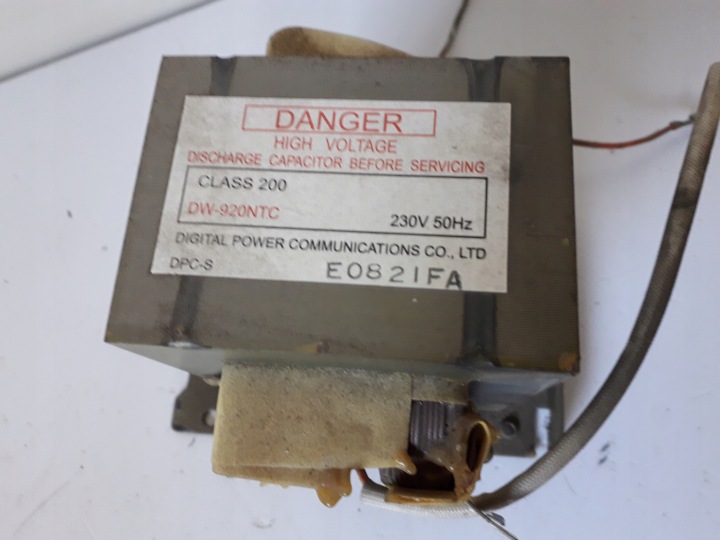 DANGER
HIGH VOLTAGE
DISCHARGE CAPACITOR BEFORE SERVICING
CLASS 200
DW-920NTC
230V 50Hz
DIGITAL POWER COMMUNICATIONS CO., LTD
DPC-S
E0821FA